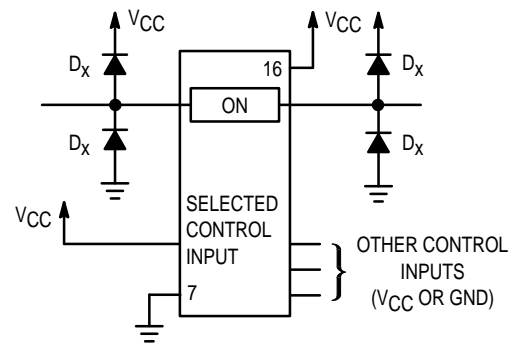 VCC
VCC
Dx
16
Dx
ON
Dx
Dx
VCC
SELECTED
CONTROL
INPUT
OTHER CONTROL
INPUTS
(VCC OR GND)
7